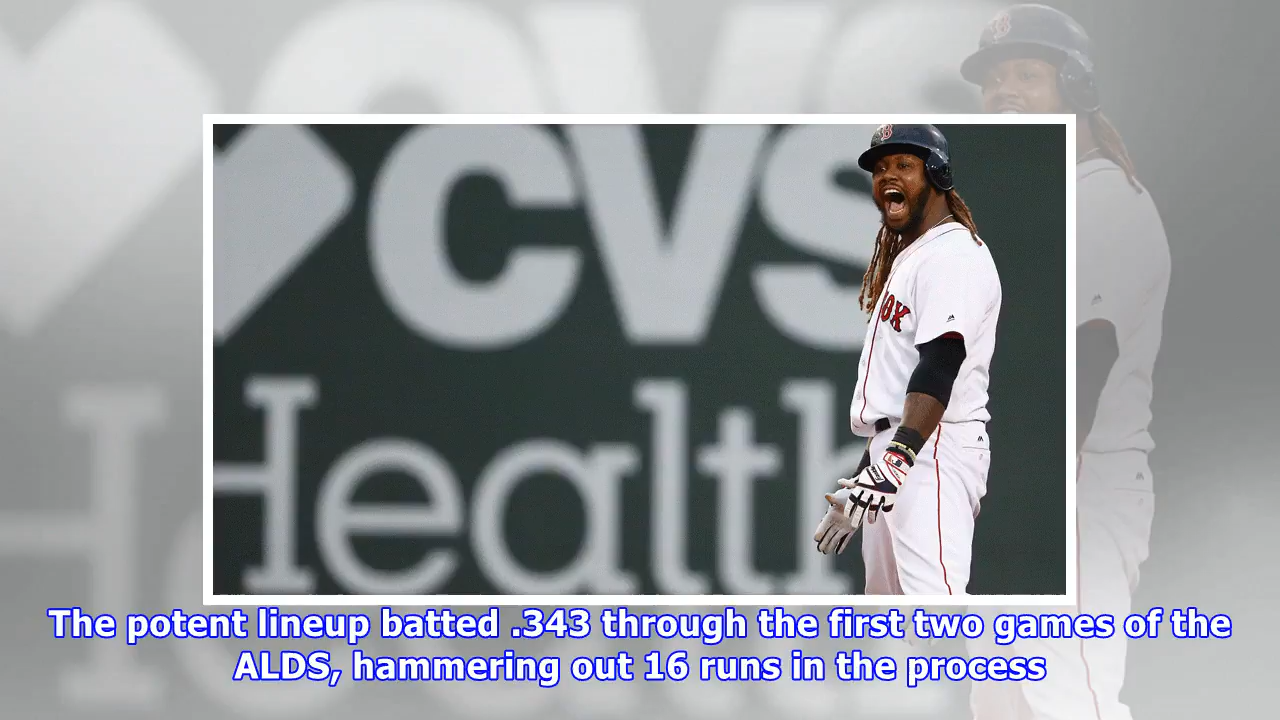 CVS
Health
B
OX
The potent lineup batted .343 through the first two games of the
ALDS, hammering out 16 runs in the process